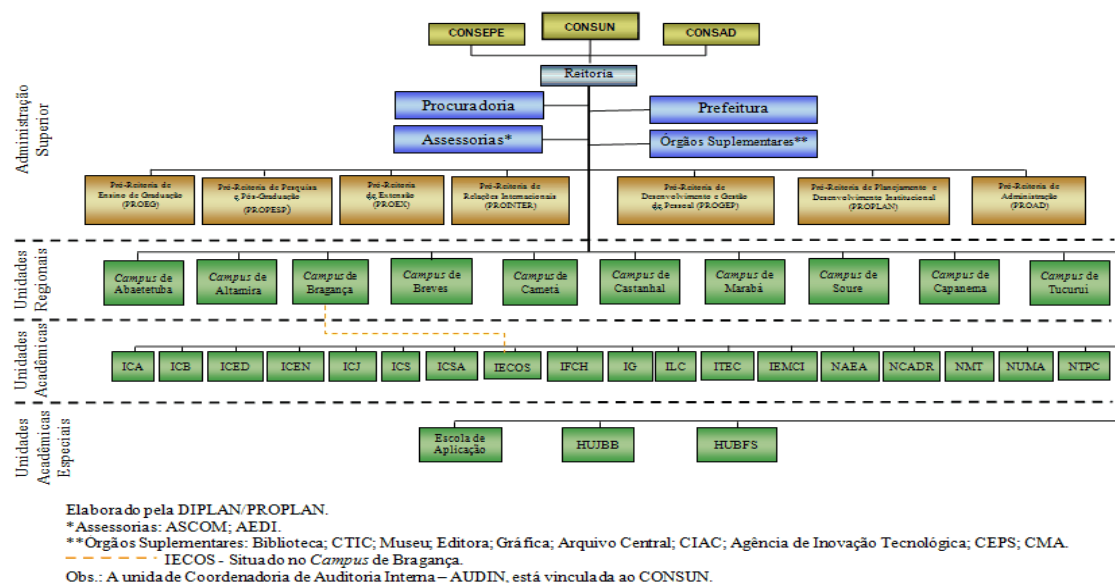 CONSEPE
CONSUN
CONSAD
Reitoria
Procuradoria
Prefeitura
Assessorias*
Órgãos Suplementares**
Administração
Superior
Pró-Reitoria de
Ensino de Graduação
(PROEG)
Pró-Reitoria de Pesquisa
e Pós-Graduação
(PROPESP)
Pró-Reitoria
de Extensão
(PROEX)
Pró-Reitoria de
Relações Internacionais
(PROINTER)
Pró-Reitoria de
Desenvolvimento e Gestão
de Pessoal (PROGEP)
Pró-Reitoria de Planejamento e
Desenvolvimento Institucional
(PROPLAN)
Pró-Reitoria de
Administração
(PROAD)
Unidades
Regionais
Campus de
Abaetetuba
Campus de
Altamira
Campus de
Bragança
Campus de
Breves
Campus de
Cametá
Campus de
Castanhal
Campus de
Marabá
Campus de
Soure
Campus de
Capanema
Campus de
Tucuruí
Unidades
Acadêmicas
ICA
ICB
ICED
ICEN
ICJ
ICS
ICSA
IECOS
IFCH
IG
ILC
ITEC
IEMCI
NAEA
NCADR
NMT
NUMA
NTPC
Unidades
Acadêmicas
Especiais
Escola de
Aplicação
HUJBB
HUBFS
Elaborado pela DIPLAN/PROPLAN.
*Assessorias: ASCOM; AEDI.
**Órgãos Suplementares: Biblioteca; CTIC; Museu; Editora; Gráfica; Arquivo Central; CIAC; Agência de Inovação Tecnológica; CEPS; CMA.
IECOS - Situado no Campus de Bragança.
Obs.: A unidade Coordenadoria de Auditoria Interna – AUDIN, está vinculada ao CONSUN.